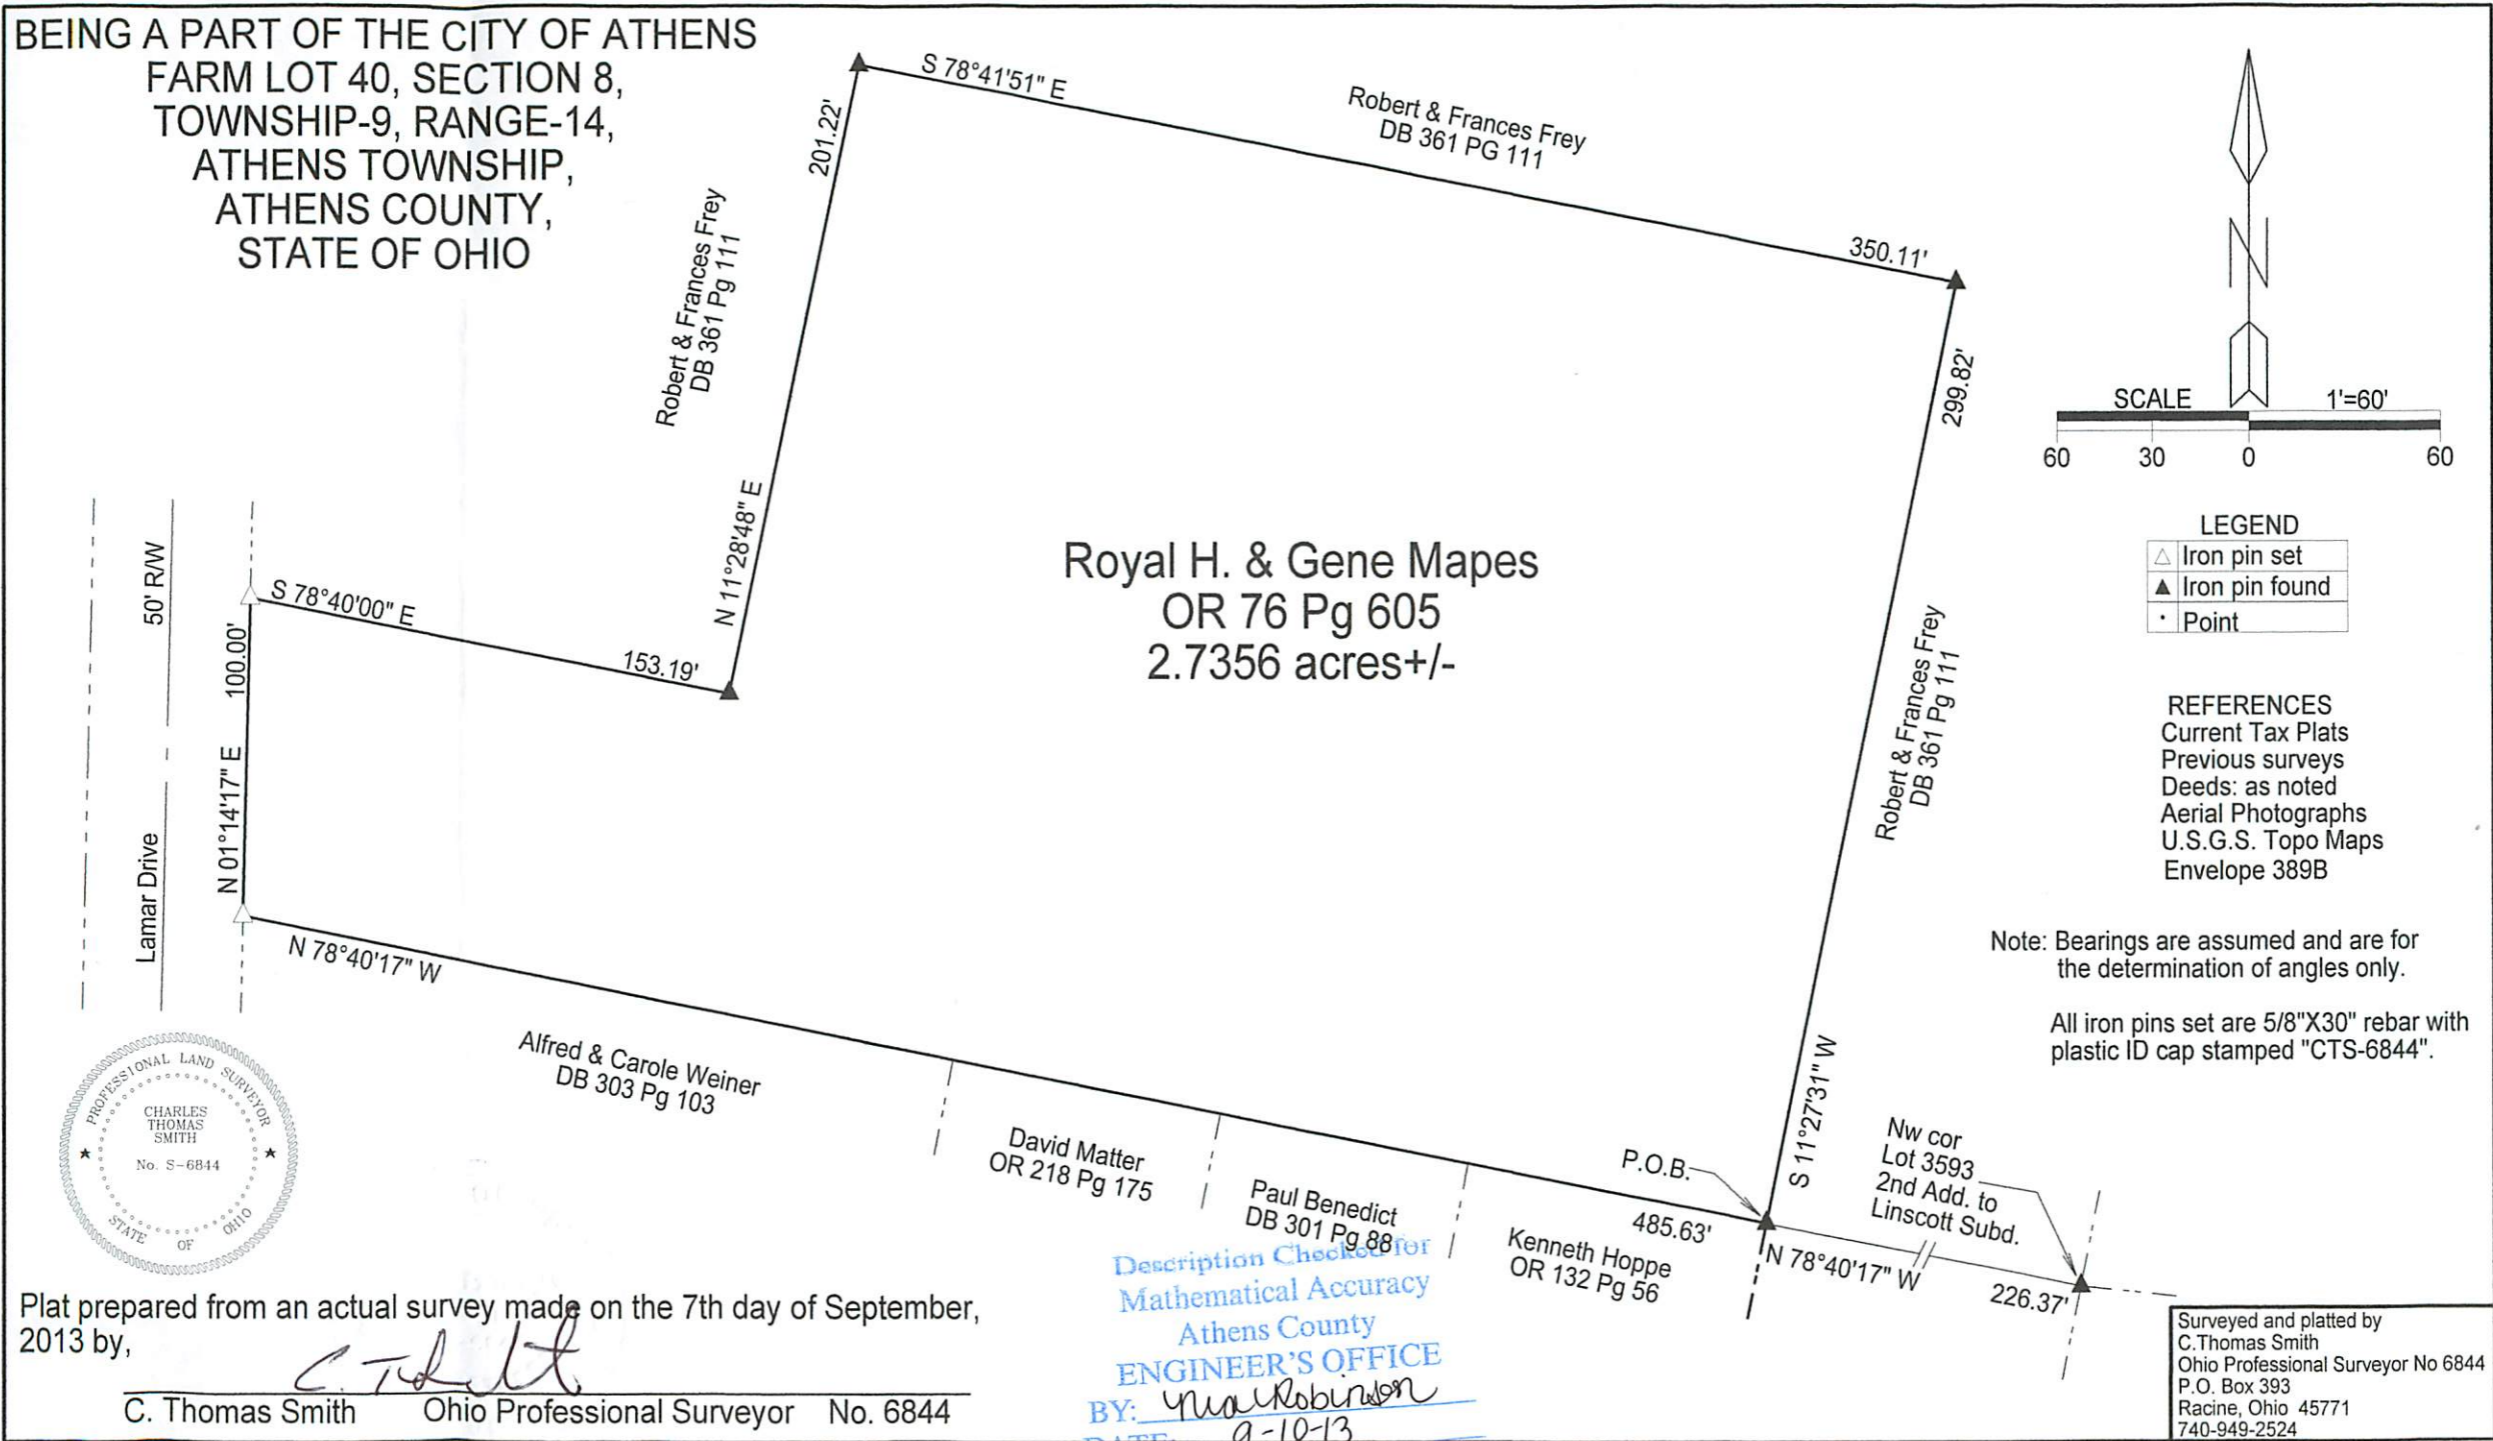 BEING A PART OF THE CITY OF ATHENS
FARM LOT 40, SECTION 8,
TOWNSHIP-9, RANGE-14,
ATHENS TOWNSHIP,
ATHENS COUNTY,
STATE OF OHIO
S 78°41'51" E
350.11'
Robert & Frances Frey
DB 361 PG 111
201.22'
N 11°28'48" E
Robert & Frances Frey
DB 361 Pg 111
N
SCALE 1'=60'
60 30 0 60
299.82'
S 11°27'31" W
Robert & Frances Frey
DB 361 Pg 111
LEGEND
Iron pin set
Iron pin found
Point
Royal H. & Gene Mapes
OR 76 Pg 605
2.7356 acres+/-
50' R/W
Lamar Drive
100.00'
N 01°14'17" E
S 78°40'00" E
153.19'
REFERENCES
Current Tax Plats
Previous surveys
Deeds: as noted
Aerial Photographs
U.S.G.S. Topo Maps
Envelope 389B
Note: Bearings are assumed and are for
the determination of angles only.
All iron pins set are 5/8"X30" rebar with
plastic ID cap stamped "CTS-6844".
N 78°40'17" W
485.63'
Alfred & Carole Weiner
DB 303 Pg 103
David Matter
OR 218 Pg 175
Paul Benedict
DB 301 Pg 88
Kenneth Hoppe
OR 132 Pg 56
P.O.B.
Nw cor
Lot 3593
2nd Add. to
Linscott Subd.
N 78°40'17" W
226.37'
PROFESSIONAL LAND SURVEYOR
CHARLES
THOMAS
SMITH
No. S-6844
STATE OF OHIO
Plat prepared from an actual survey made on the 7th day of September,
2013 by,
C. Thomas Smith Ohio Professional Surveyor No. 6844
Description Checked for
Mathematical Accuracy
Athens County
ENGINEER'S OFFICE
BY: Robinson
DATE: 9-10-13
Surveyed and platted by
C.Thomas Smith
Ohio Professional Surveyor No 6844
P.O. Box 393
Racine, Ohio 45771
740-949-2524